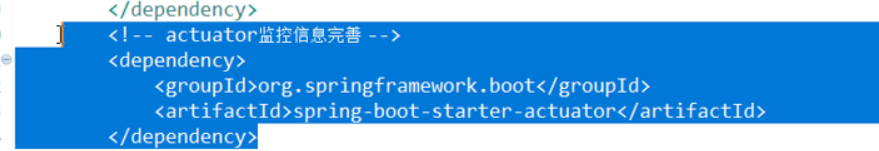 </dependency>
<!-- actuator监控信息完善 -->
<dependency>
<groupId>org.springframework.boot</groupId>
<artifactId>spring-boot-starter-actuator</artifactId>
</dependency>